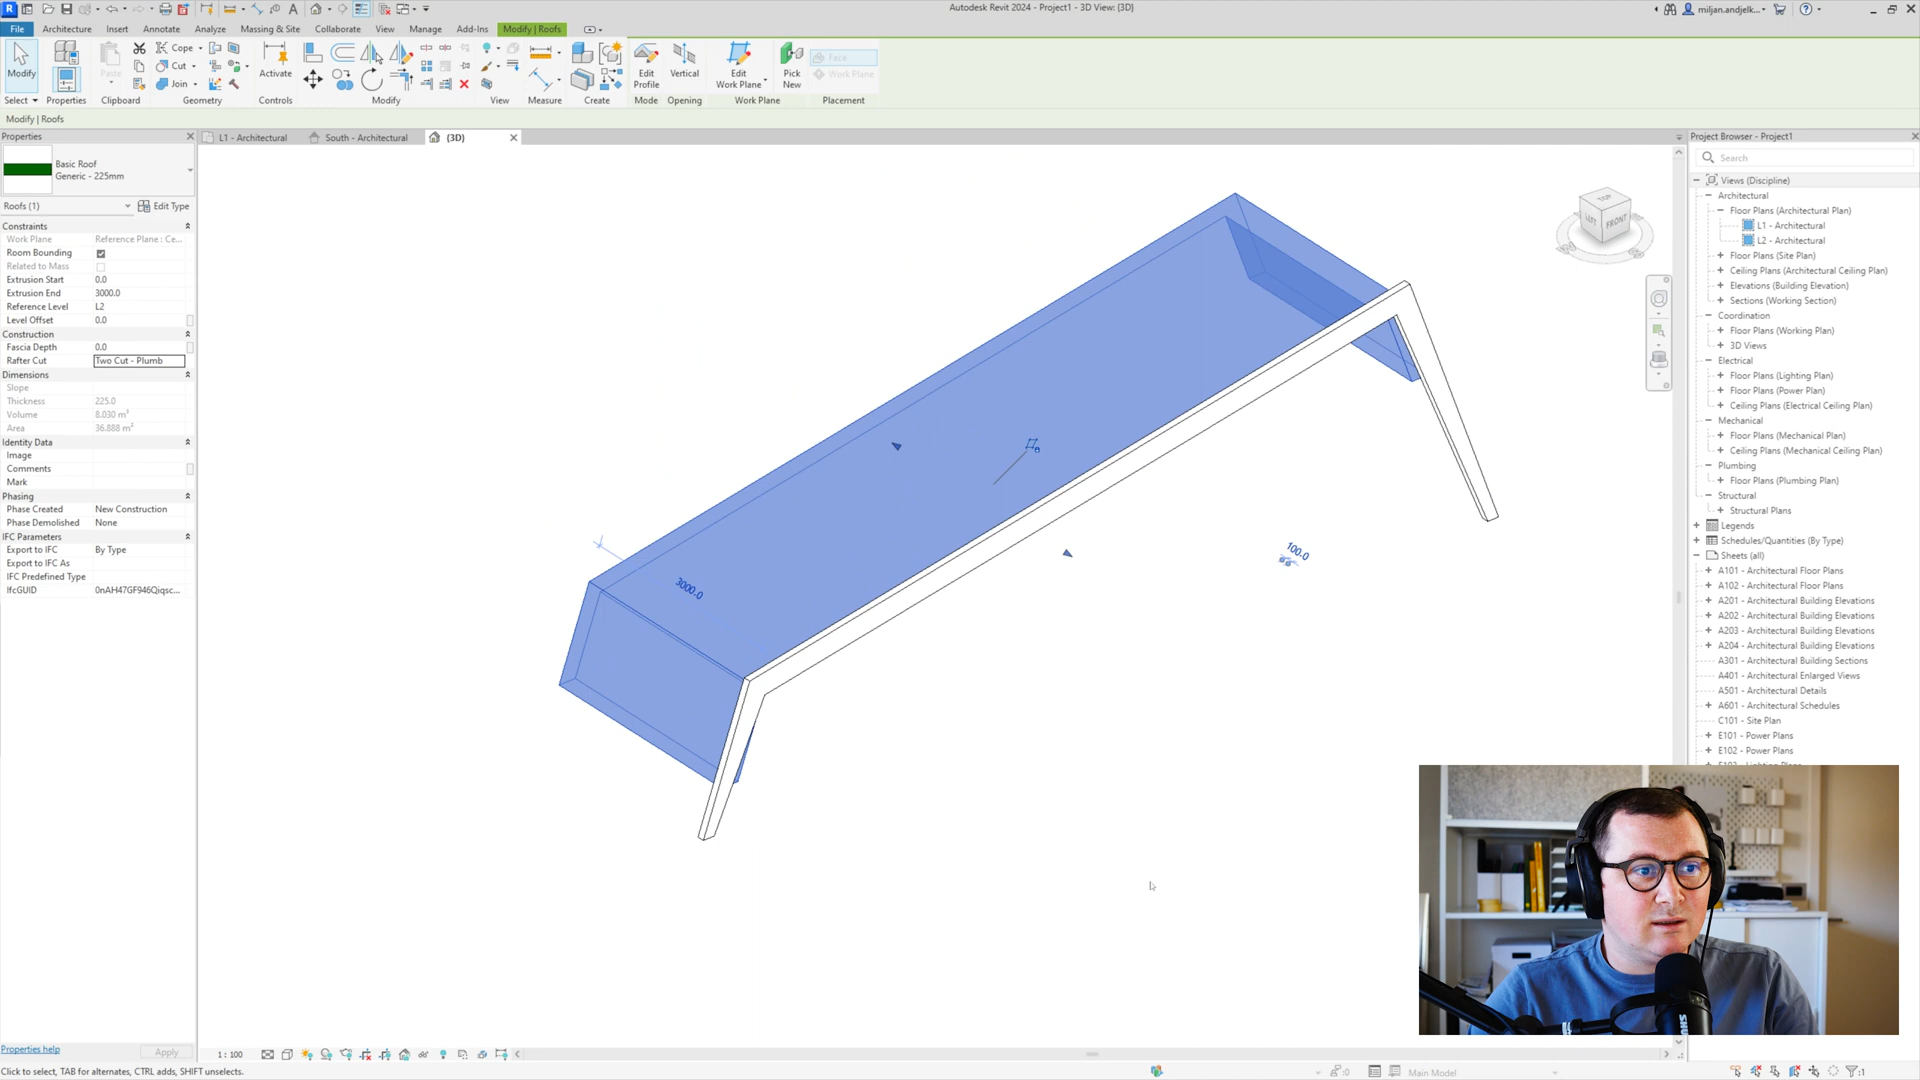 Autodesk Revit 2024 - Project1 - 3D View: {3D}
miljan.andjelk...
File Architecture Insert Annotate Analyze Massing & Site Collaborate View Manage Add-Ins Modify | Roofs
Modify
Select
Properties
Paste
Clipboard
Cope
Cut
Join
Geometry
Activate
Controls
Modify
View
Measure
Create
Edit Profile
Mode
Vertical
Opening
Edit Work Plane
Work Plane
Pick New
Face
Work Plane
Placement
Modify | Roofs
Properties
L1 - Architectural
South - Architectural
{3D}
Basic Roof
Generic - 225mm
Roofs (1)
Edit Type
Constraints
Work Plane Reference Plane : Ce...
Room Bounding
Related to Mass
Extrusion Start 0.0
Extrusion End 3000.0
Reference Level L2
Level Offset 0.0
Construction
Fascia Depth 0.0
Rafter Cut Two Cut - Plumb
Dimensions
Slope
Thickness 225.0
Volume 8.030 m³
Area 36.888 m²
Identity Data
Image
Comments
Mark
Phasing
Phase Created New Construction
Phase Demolished None
IFC Parameters
Export to IFC By Type
Export to IFC As
IFC Predefined Type
IfcGUID 0nAH47GF946Qiqsc...
Properties help
Apply
3000.0
100.0
TOP
LEFT
FRONT
Project Browser - Project1
Search
Views (Discipline)
Architectural
Floor Plans (Architectural Plan)
L1 - Architectural
L2 - Architectural
Floor Plans (Site Plan)
Ceiling Plans (Architectural Ceiling Plan)
Elevations (Building Elevation)
Sections (Working Section)
Coordination
Floor Plans (Working Plan)
3D Views
Electrical
Floor Plans (Lighting Plan)
Floor Plans (Power Plan)
Ceiling Plans (Electrical Ceiling Plan)
Mechanical
Floor Plans (Mechanical Plan)
Ceiling Plans (Mechanical Ceiling Plan)
Plumbing
Floor Plans (Plumbing Plan)
Structural
Structural Plans
Legends
Schedules/Quantities (By Type)
Sheets (all)
A101 - Architectural Floor Plans
A102 - Architectural Floor Plans
A201 - Architectural Building Elevations
A202 - Architectural Building Elevations
A203 - Architectural Building Elevations
A204 - Architectural Building Elevations
A301 - Architectural Building Sections
A401 - Architectural Enlarged Views
A501 - Architectural Details
A601 - Architectural Schedules
C101 - Site Plan
E101 - Power Plans
E102 - Power Plans
SHURE
1 : 100
Click to select, TAB for alternates, CTRL adds, SHIFT unselects.
:0
Main Model
:1